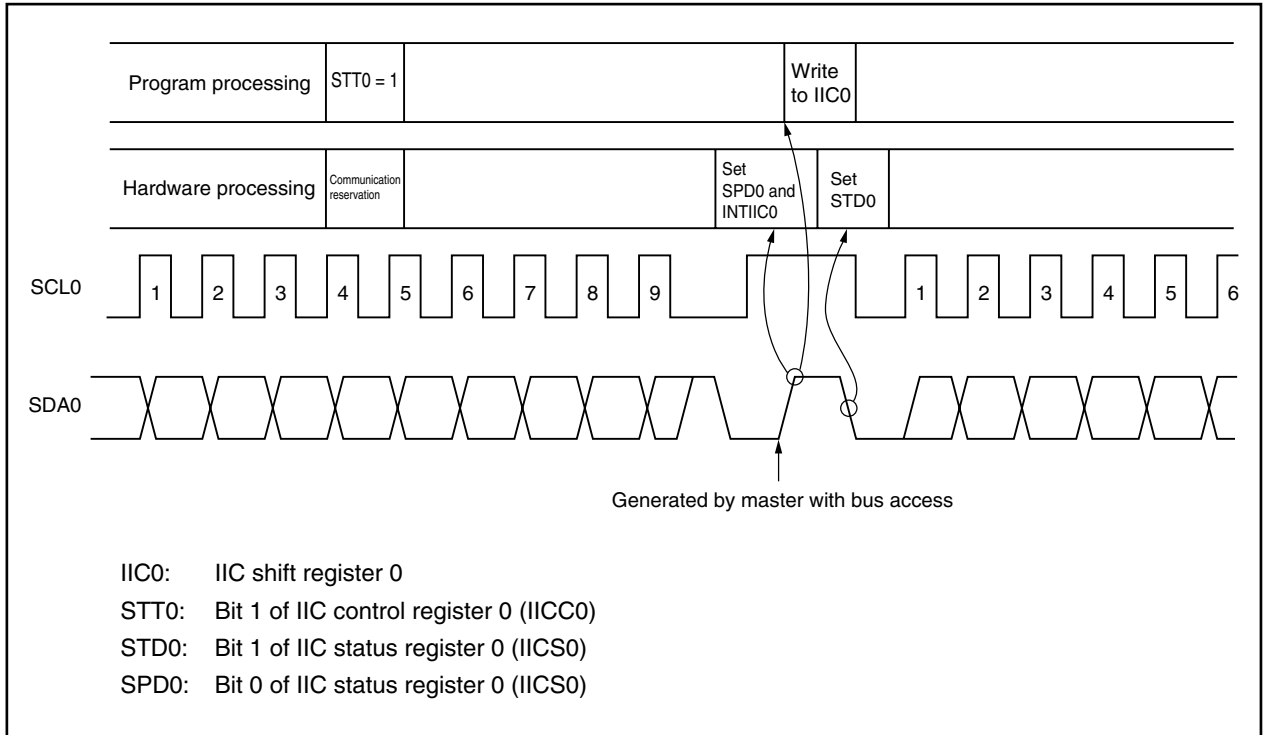 Program processing
STT0 = 1
Write
to IIC0
Hardware processing
Communication
reservation
Set
SPD0 and
INTIIC0
Set
STD0
SCL0
1 2 3 4 5 6 7 8 9 1 2 3 4 5 6
SDA0
Generated by master with bus access
IIC0: IIC shift register 0
STT0: Bit 1 of IIC control register 0 (IICC0)
STD0: Bit 1 of IIC status register 0 (IICS0)
SPD0: Bit 0 of IIC status register 0 (IICS0)